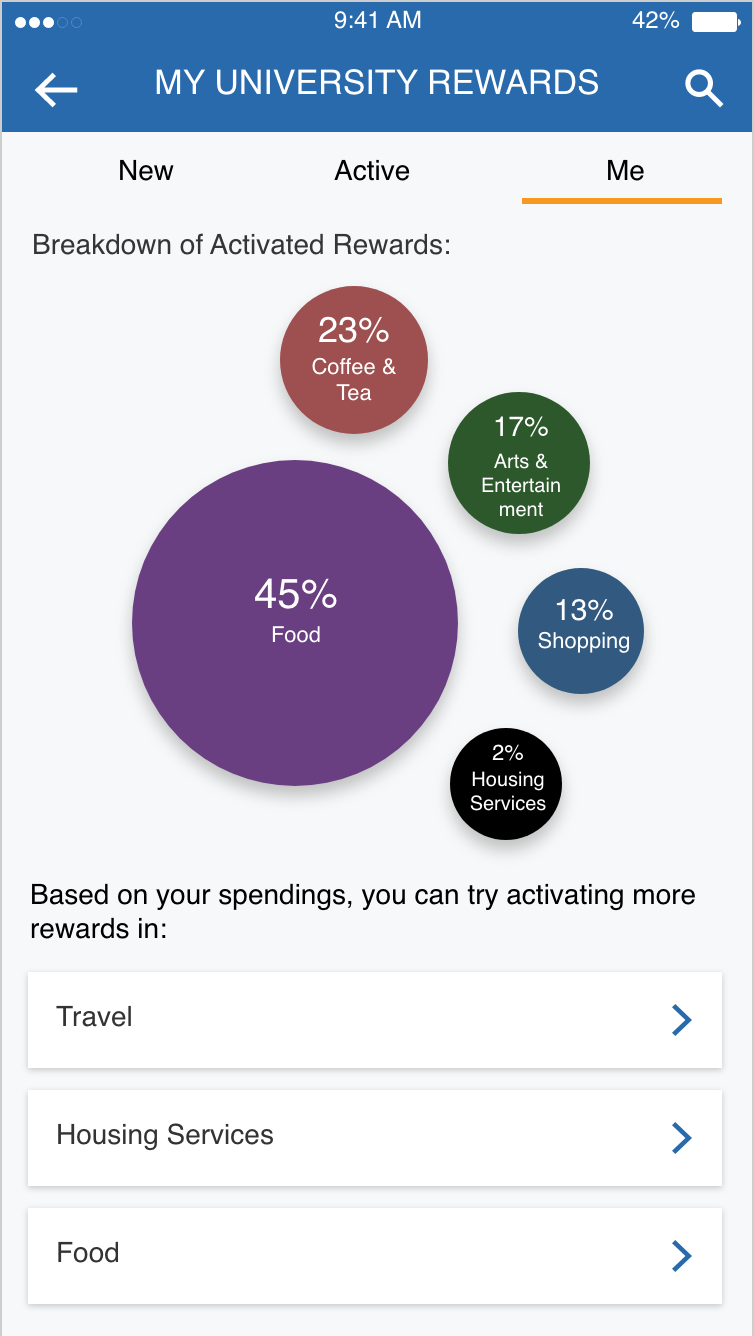 9:41 AM 42%
MY UNIVERSITY REWARDS
New Active Me
Breakdown of Activated Rewards:
23%
Coffee &
Tea
17%
Arts &
Entertain
ment
45%
Food
13%
Shopping
2%
Housing
Services
Based on your spendings, you can try activating more
rewards in:
Travel
Housing Services
Food